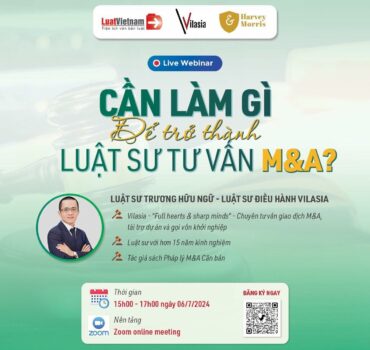 LuatVietnam
Tiện ích văn bản luật
Vilasia
Harvey
Morris
Live Webinar
CẦN LÀM GÌ
Để trở thành
LUẬT SƯ TƯ VẤN M&A?
LUẬT SƯ TRƯƠNG HỮU NGỮ - LUẬT SƯ ĐIỀU HÀNH VILASIA
Vilasia - "Full hearts & sharp minds" - Chuyên tư vấn giao dịch M&A,
tài trợ dự án và gọi vốn khởi nghiệp
Luật sư với hơn 15 năm kinh nghiệm
Tác giả sách Pháp lý M&A Căn bản
Thời gian
15h00 - 17h00 ngày 06/7/2024
Nền tảng
zoom
Zoom online meeting
ĐĂNG KÝ NGAY